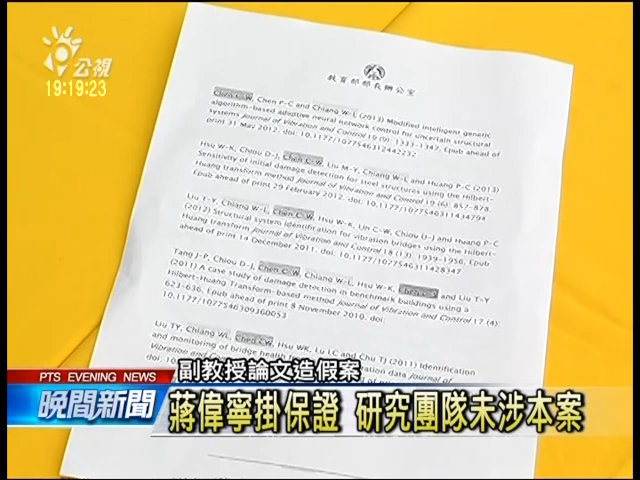 公視
19:19:23
教育部部長辦公室
Chen C-W, Chen P-C and Chiang W-L (2013) Modified intelligent genetic
algorithm-based adaptive neural network control for uncertain structural
systems Journal of Vibration and Control 19 (9): 1333-1347. Epub ahead of
print 31 May 2012. doi: 10.1177/1077546312442232
Hsu W-K, Chiou D-J, Chen C-W, Liu M-Y, Chiang W-L and Huang P-C (2013)
Sensitivity of initial damage detection for steel structures using the Hilbert-
Huang transform method Journal of Vibration and Control 19 (6): 857-878.
Epub ahead of print 29 February 2012. doi: 10.1177/1077546311434794
Liu T-Y, Chiang W-L, Chen C-W, Hsu W-K, Lin C-W, Chiou D-J and Huang P-C
(2012) Structural system identification for vibration bridges using the Hilbert-
Huang transform Journal of Vibration and Control 18 (13): 1939-1956. Epub
ahead of print 14 December 2011. doi: 10.1177/1077546311428347
Tang J-P, Chiou D-J, Chen C-W, Chiang W-L, Hsu W-K, and Liu T-Y
(2011) A case study of damage detection in benchmark buildings using a
Hilbert-Huang Transform-based method Journal of Vibration and Control 17 (4):
623-636. Epub ahead of print 8 November 2010. doi:
10.1177/1077546309360053
Liu TY, Chiang WL, Chen CW, Hsu WK, Lu LC and Chu TJ (2011) Identification
and monitoring of bridge health from data Journal of
Vibration and Control
副教授論文造假案
PTS EVENING NEWS
晚間新聞
蔣偉寧掛保證 研究團隊未涉本案